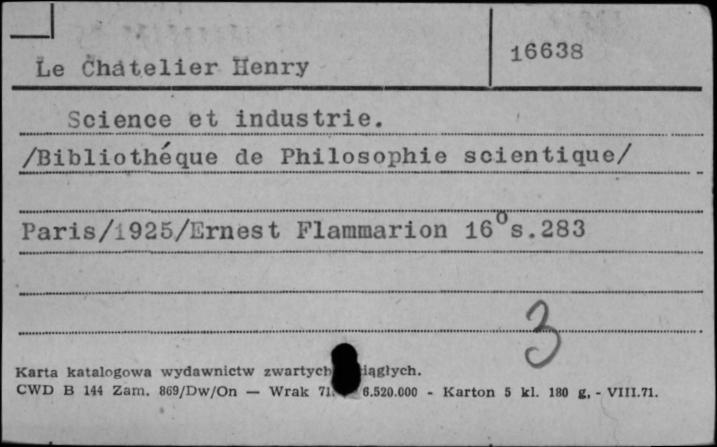 16638
Le Châtelier Henry
Science et industrie.
/Bibliothéque de Philosophie scientique/
Paris/1925/Ernest Flammarion 16° s.283
3
Karta katalogowa wydawnictw zwartych iągłych.
CWD B 144 Zam. 869/Dw/On — Wrak 71. 6.520.000 - Karton 5 kl. 180 g. - VIII.71.